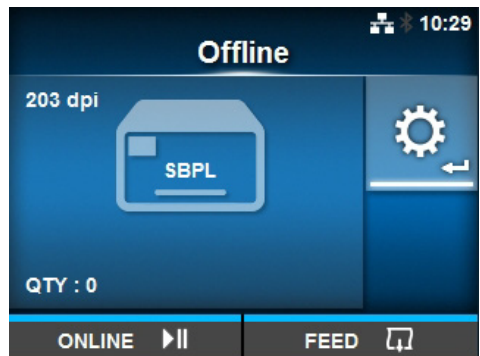 10:29
Offline
203 dpi
SBPL
QTY : 0
ONLINE
FEED